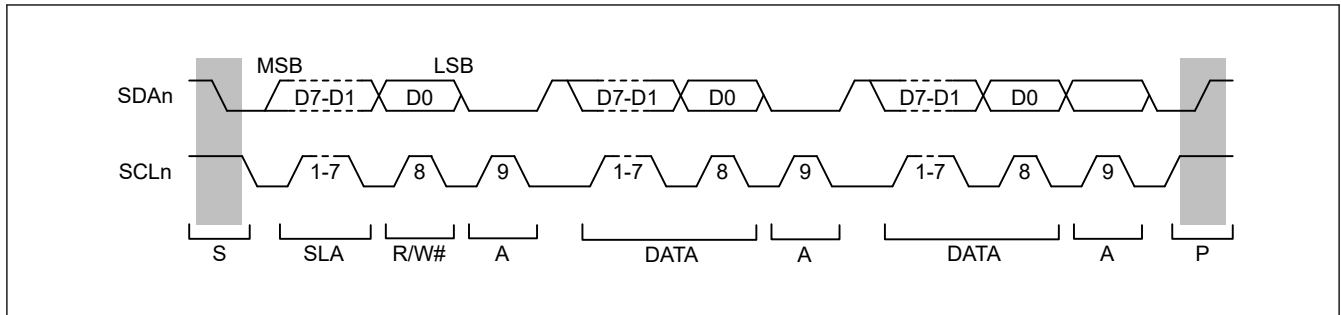 MSB LSB
SDAn D7-D1 D0 D7-D1 D0 D7-D1 D0
SCLn 1-7 8 9 1-7 8 9 1-7 8 9
S SLA R/W# A DATA A DATA A P